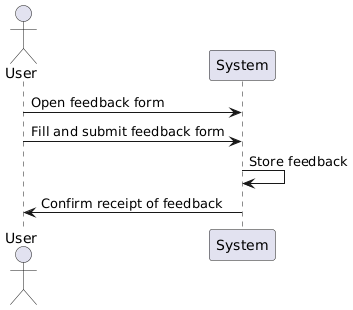 User
System
Open feedback form
Fill and submit feedback form
Store feedback
Confirm receipt of feedback
User
System